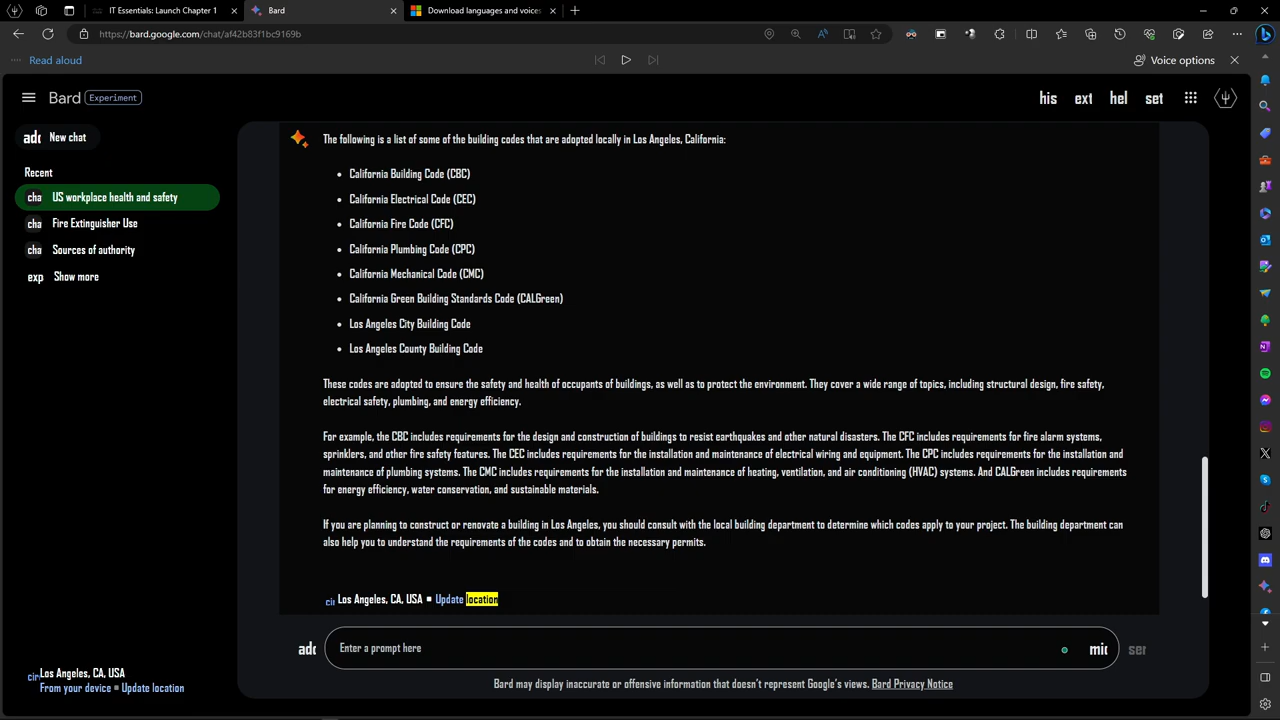 IT Essentials: Launch Chapter 1
Bard
Download languages and voices
https://bard.google.com/chat/af42b83f1bc9169b
Read aloud
Voice options
Bard Experiment
his ext hel set
add New chat
Recent
cha US workplace health and safety
cha Fire Extinguisher Use
cha Sources of authority
exp Show more
The following is a list of some of the building codes that are adopted locally in Los Angeles, California:
• California Building Code (CBC)
• California Electrical Code (CEC)
• California Fire Code (CFC)
• California Plumbing Code (CPC)
• California Mechanical Code (CMC)
• California Green Building Standards Code (CALGreen)
• Los Angeles City Building Code
• Los Angeles County Building Code
These codes are adopted to ensure the safety and health of occupants of buildings, as well as to protect the environment. They cover a wide range of topics, including structural design, fire safety,
electrical safety, plumbing, and energy efficiency.
For example, the CBC includes requirements for the design and construction of buildings to resist earthquakes and other natural disasters. The CFC includes requirements for fire alarm systems,
sprinklers, and other fire safety features. The CEC includes requirements for the installation and maintenance of electrical wiring and equipment. The CPC includes requirements for the installation and
maintenance of plumbing systems. The CMC includes requirements for the installation and maintenance of heating, ventilation, and air conditioning (HVAC) systems. And CALGreen includes requirements
for energy efficiency, water conservation, and sustainable materials.
If you are planning to construct or renovate a building in Los Angeles, you should consult with the local building department to determine which codes apply to your project. The building department can
also help you to understand the requirements of the codes and to obtain the necessary permits.
cir Los Angeles, CA, USA • Update location
add Enter a prompt here mic sen
Bard may display inaccurate or offensive information that doesn't represent Google's views. Bard Privacy Notice
cir Los Angeles, CA, USA
From your device • Update location